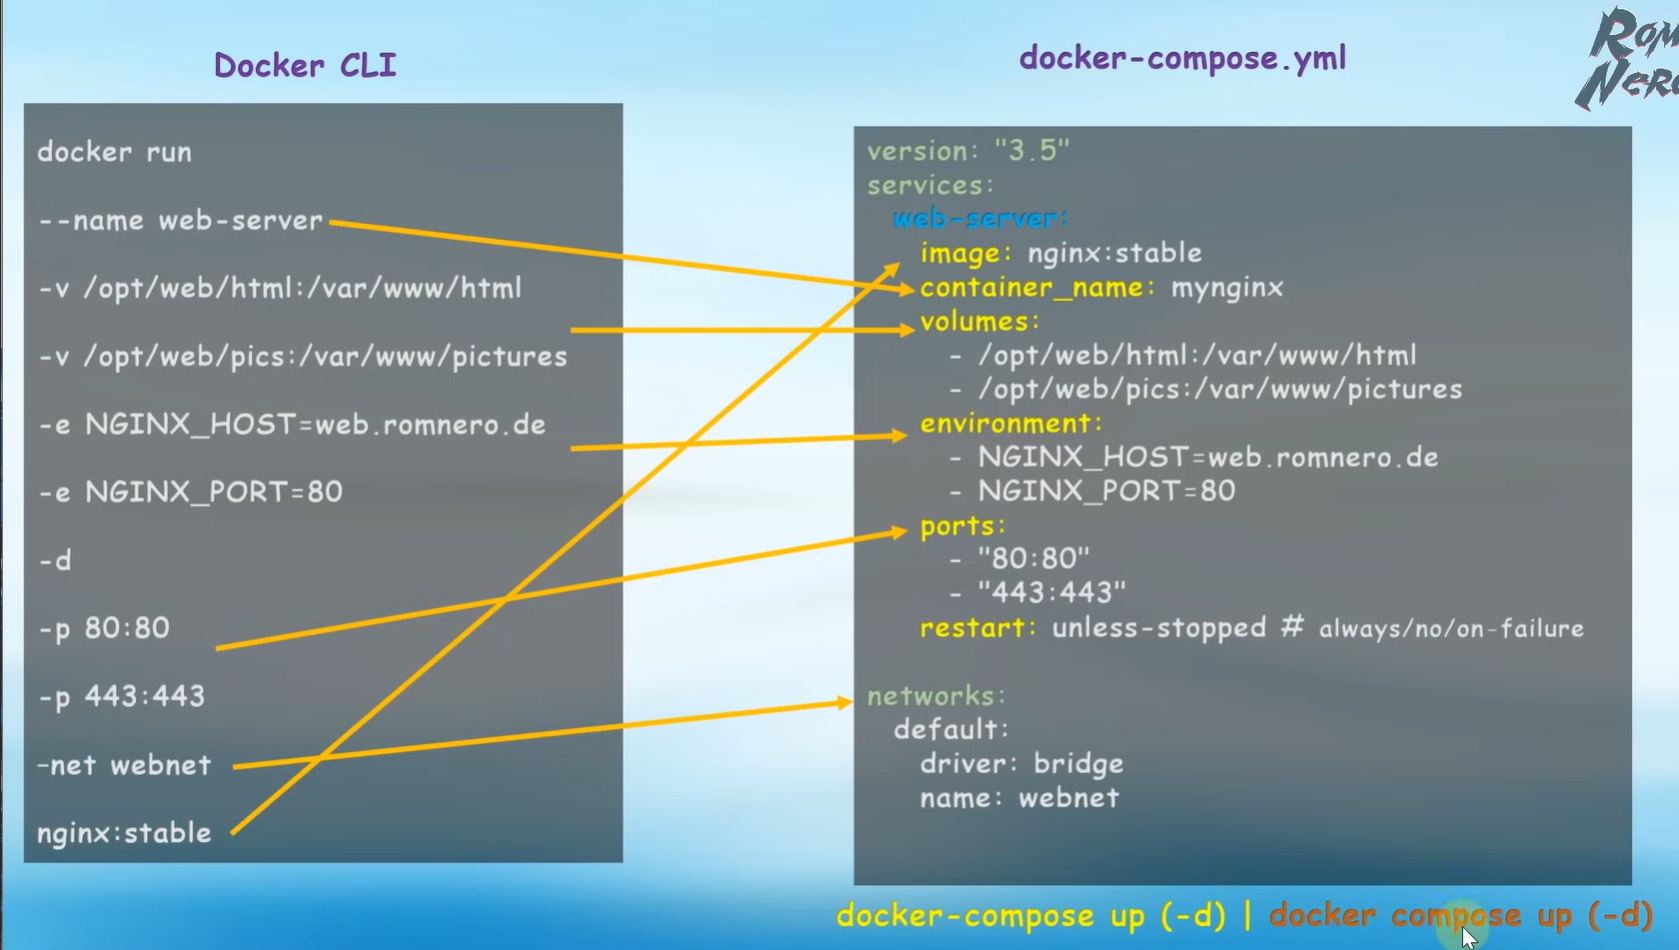 Docker CLI
docker run
--name web-server
-v /opt/web/html:/var/www/html
-v /opt/web/pics:/var/www/pictures
-e NGINX_HOST=web.romnero.de
-e NGINX_PORT=80
-d
-p 80:80
-p 443:443
-net webnet
nginx:stable
docker-compose.yml
version: "3.5"
services:
web-server:
image: nginx:stable
container_name: mynginx
volumes:
- /opt/web/html:/var/www/html
- /opt/web/pics:/var/www/pictures
environment:
- NGINX_HOST=web.romnero.de
- NGINX_PORT=80
ports:
- "80:80"
- "443:443"
restart: unless-stopped # always/no/on-failure
networks:
default:
driver: bridge
name: webnet
docker-compose up (-d) | docker compose up (-d)